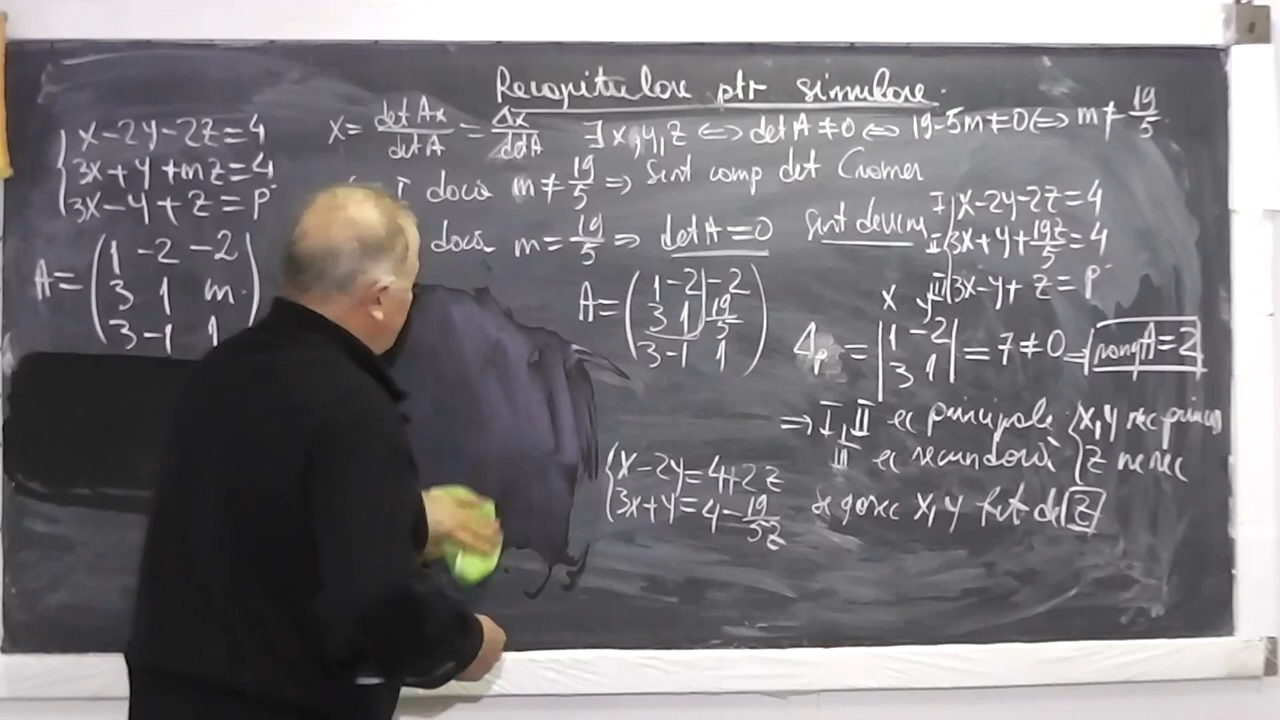 Recapitulare ptr simulare
x-2y-2z=4
3x+y+mz=4
3x-y+z=p
A= (1 -2 -2
3 1 m
3 -1 1)
x= det Ax / det A = Δx / det A ∃ x,y,z ⇔ det A ≠ 0 ⇔ 19-5m ≠ 0 ⇔ m ≠ 19/5
I dacă m ≠ 19/5 ⇒ Sist comp det Cramer
dacă m = 19/5 ⇒ det A = 0 Sist devine
I x-2y-2z=4
II 3x+y+19z/5=4
III 3x-y+z=p
A= (1 -2 -2
3 1 19/5
3 -1 1)
x y
Δp = |1 -2
3 1| = 7 ≠ 0 ⇒ rang A = 2
⇒ I, II ec principale x, y nec princip
III ec secundară z nec sec
x-2y=4+2z
3x+y=4-19/5z
x, y de z